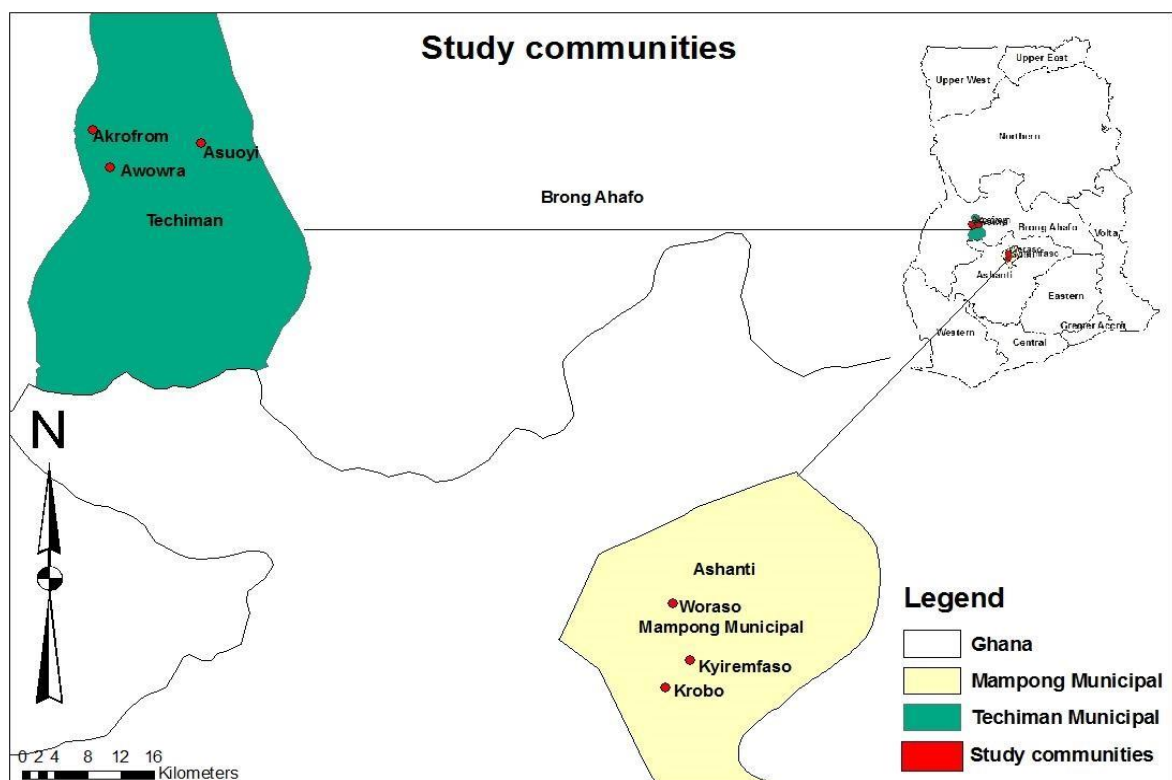 Study communities
Akrofrom
Asuoyi
Awowra
Techiman
Brong Ahafo
Upper East
Upper West
Northern
Brong Ahafo
Volta
Ashanti
Eastern
Greater Accra
Western
Central
N
Ashanti
Woraso
Mampong Municipal
Kyiremfaso
Krobo
Legend
Ghana
Mampong Municipal
Techiman Municipal
Study communities
0 2 4 8 12 16
Kilometers